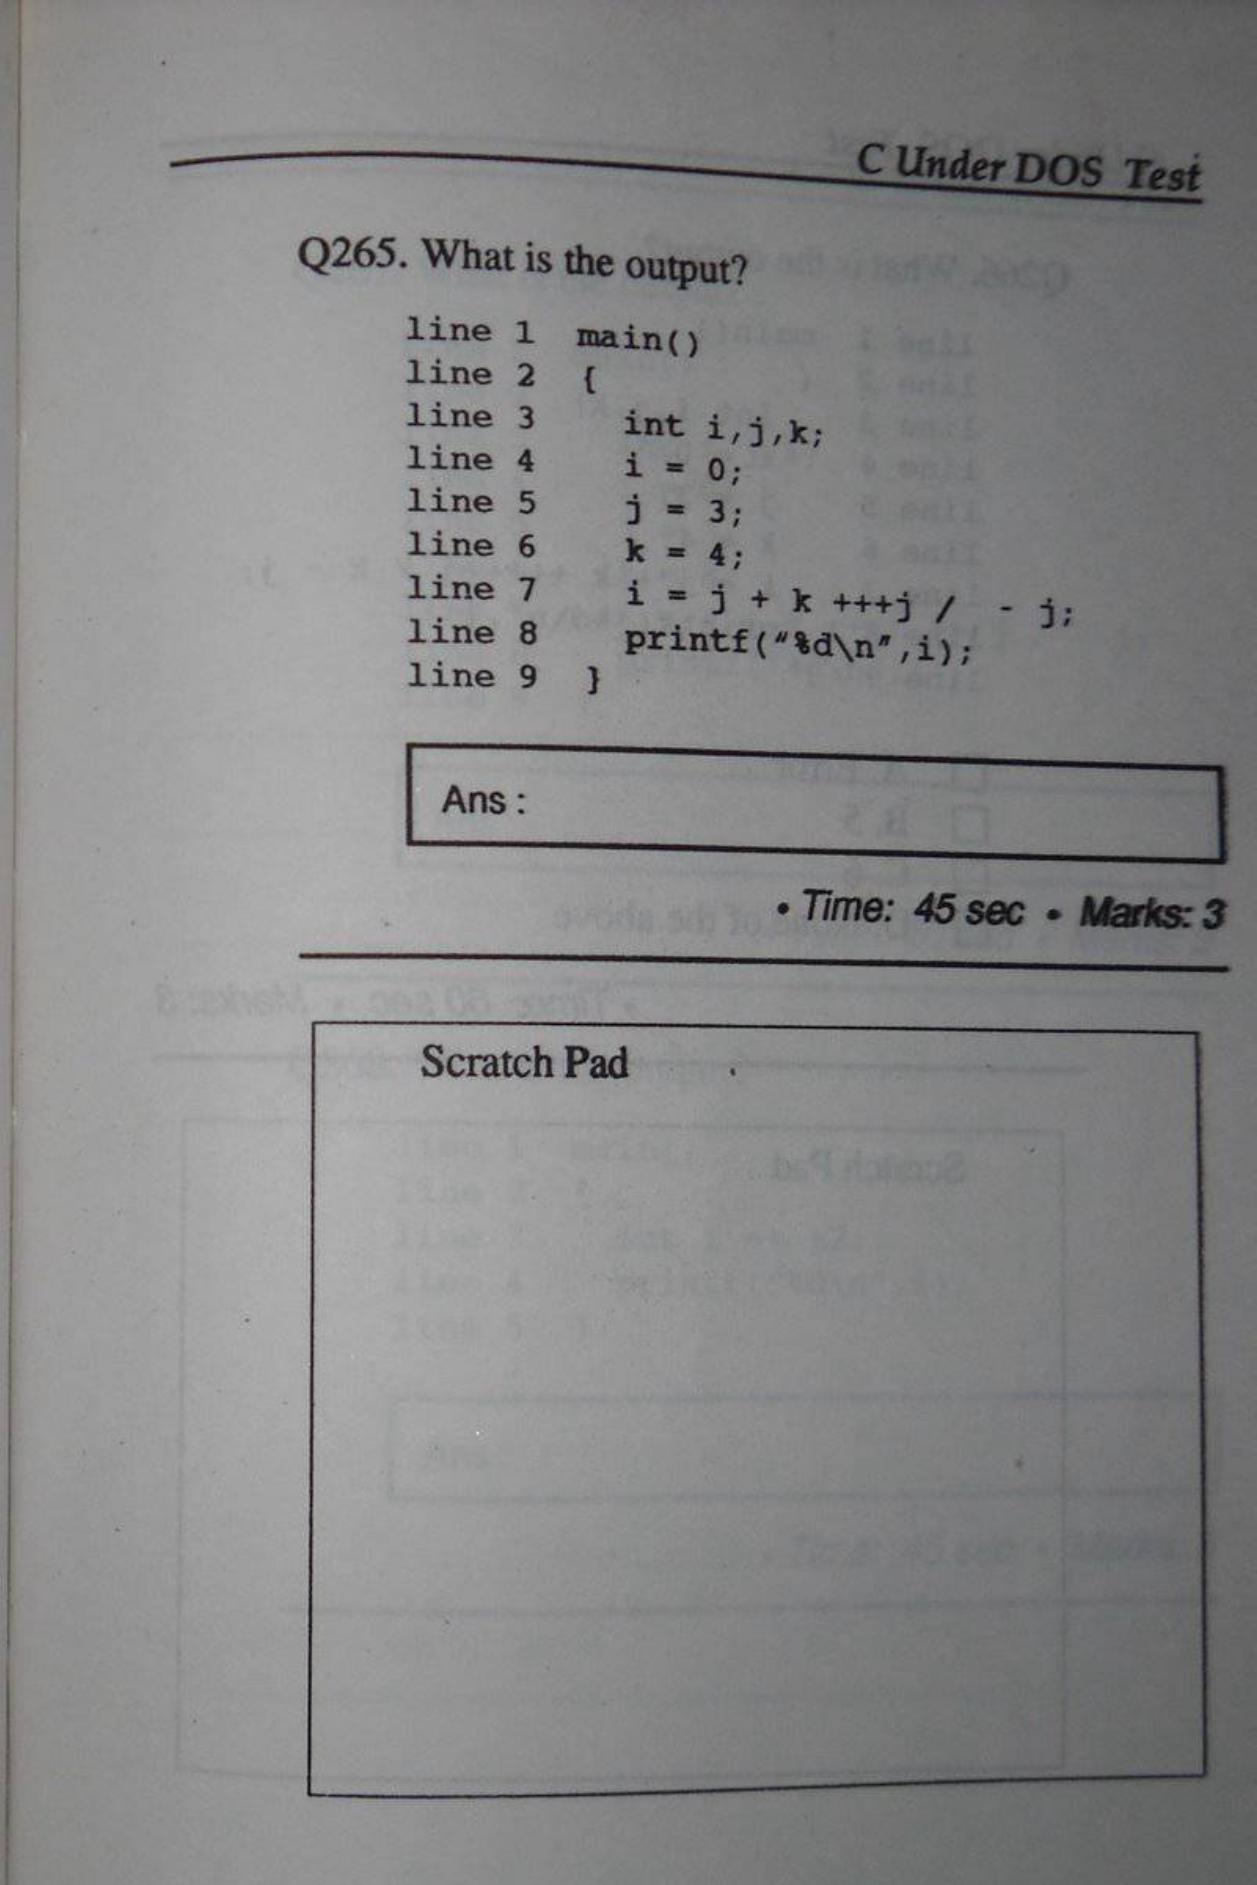 C Under DOS Test
Q265. What is the output?
line 1 main()
line 2 {
line 3 int i,j,k;
line 4 i = 0;
line 5 j = 3;
line 6 k = 4;
line 7 i = j + k +++j / - j;
line 8 printf("%d\n",i);
line 9 }
Ans :
• Time: 45 sec • Marks: 3
Scratch Pad